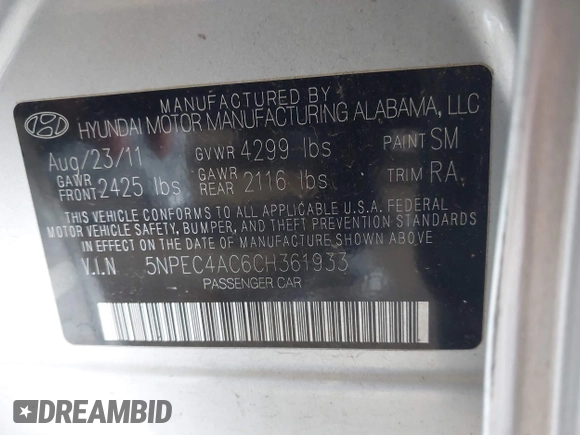 MANUFACTURED BY
HYUNDAI MOTOR MANUFACTURING ALABAMA, LLC
Aug/23/11 GVWR 4299 lbs PAINT SM
GAWR FRONT 2425 lbs GAWR REAR 2116 lbs TRIM RA
THIS VEHICLE CONFORMS TO ALL APPLICABLE U.S.A. FEDERAL
MOTOR VEHICLE SAFETY, BUMPER, AND THEFT PREVENTION STANDARDS
IN EFFECT ON THE DATE OF MANUFACTURE SHOWN ABOVE
V.I.N 5NPEC4AC6CH361933
PASSENGER CAR
DREAMBID